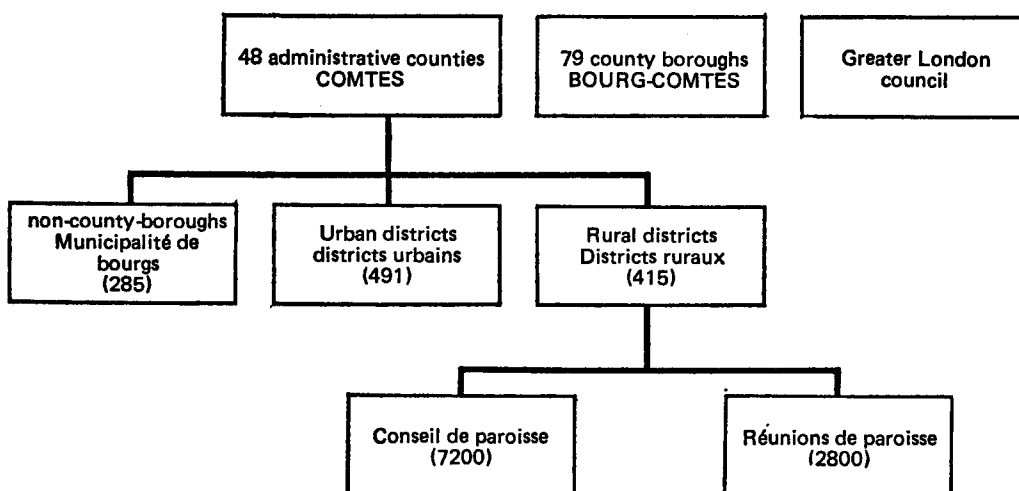 48 administrative counties
COMTES
79 county boroughs
BOURG-COMTES
Greater London
council
non-county-boroughs
Municipalité de
bourgs
(285)
Urban districts
districts urbains
(491)
Rural districts
Districts ruraux
(415)
Conseil de paroisse
(7200)
Réunions de paroisse
(2800)